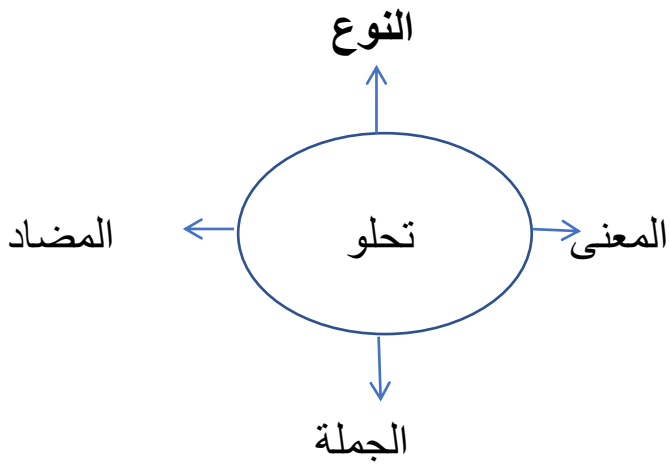 النوع
المعنى
تحلو
المضاد
الجملة